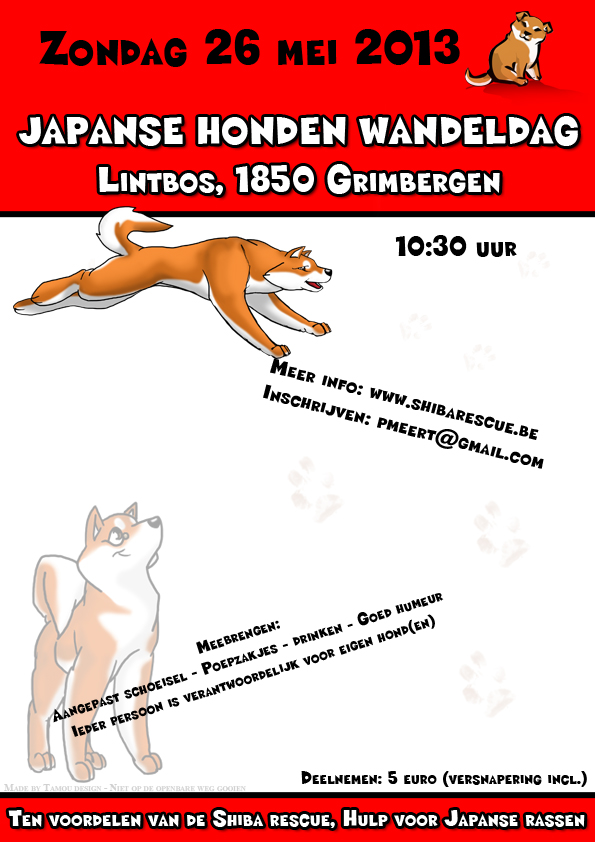 Zondag 26 mei 2013
Japanse honden wandeldag
Lintbos, 1850 Grimbergen
10:30 uur
Meer info: www.shibarescue.be
Inschrijven: pmeert@gmail.com
Meebrengen:
Aangepast schoeisel - Poepzakjes - drinken - Goed humeur
Ieder persoon is verantwoordelijk voor eigen hond(en)
Deelnemen: 5 euro (versnapering incl.)
Made by Tamou design - Niet op de openbare weg gooien
Ten voordelen van de Shiba rescue, Hulp voor Japanse rassen